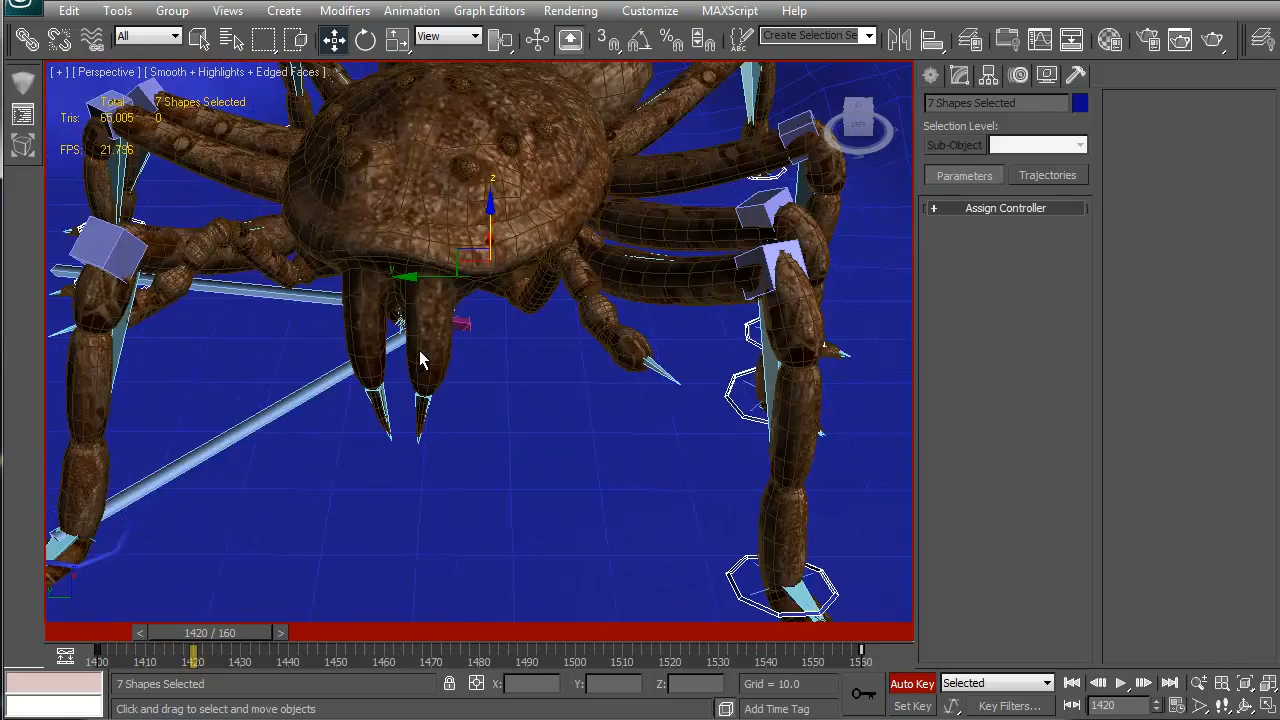 Edit Tools Group Views Create Modifiers Animation Graph Editors Rendering Customize MAXScript Help
All View 3 Create Selection Se
[ + ] [ Perspective ] [ Smooth + Highlights + Edged Faces ]
Total 7 Shapes Selected
Tris: 65,005 0
FPS: 21.796
z
y
y
7 Shapes Selected
Selection Level:
Sub-Object
Parameters Trajectories
+ Assign Controller
< 1420 / 160 >
1400 1410 1420 1430 1440 1450 1460 1470 1480 1490 1500 1510 1520 1530 1540 1550 1560
7 Shapes Selected X: Y: Z: Grid = 10.0 Auto Key Selected
Click and drag to select and move objects Add Time Tag Set Key Key Filters... 1420